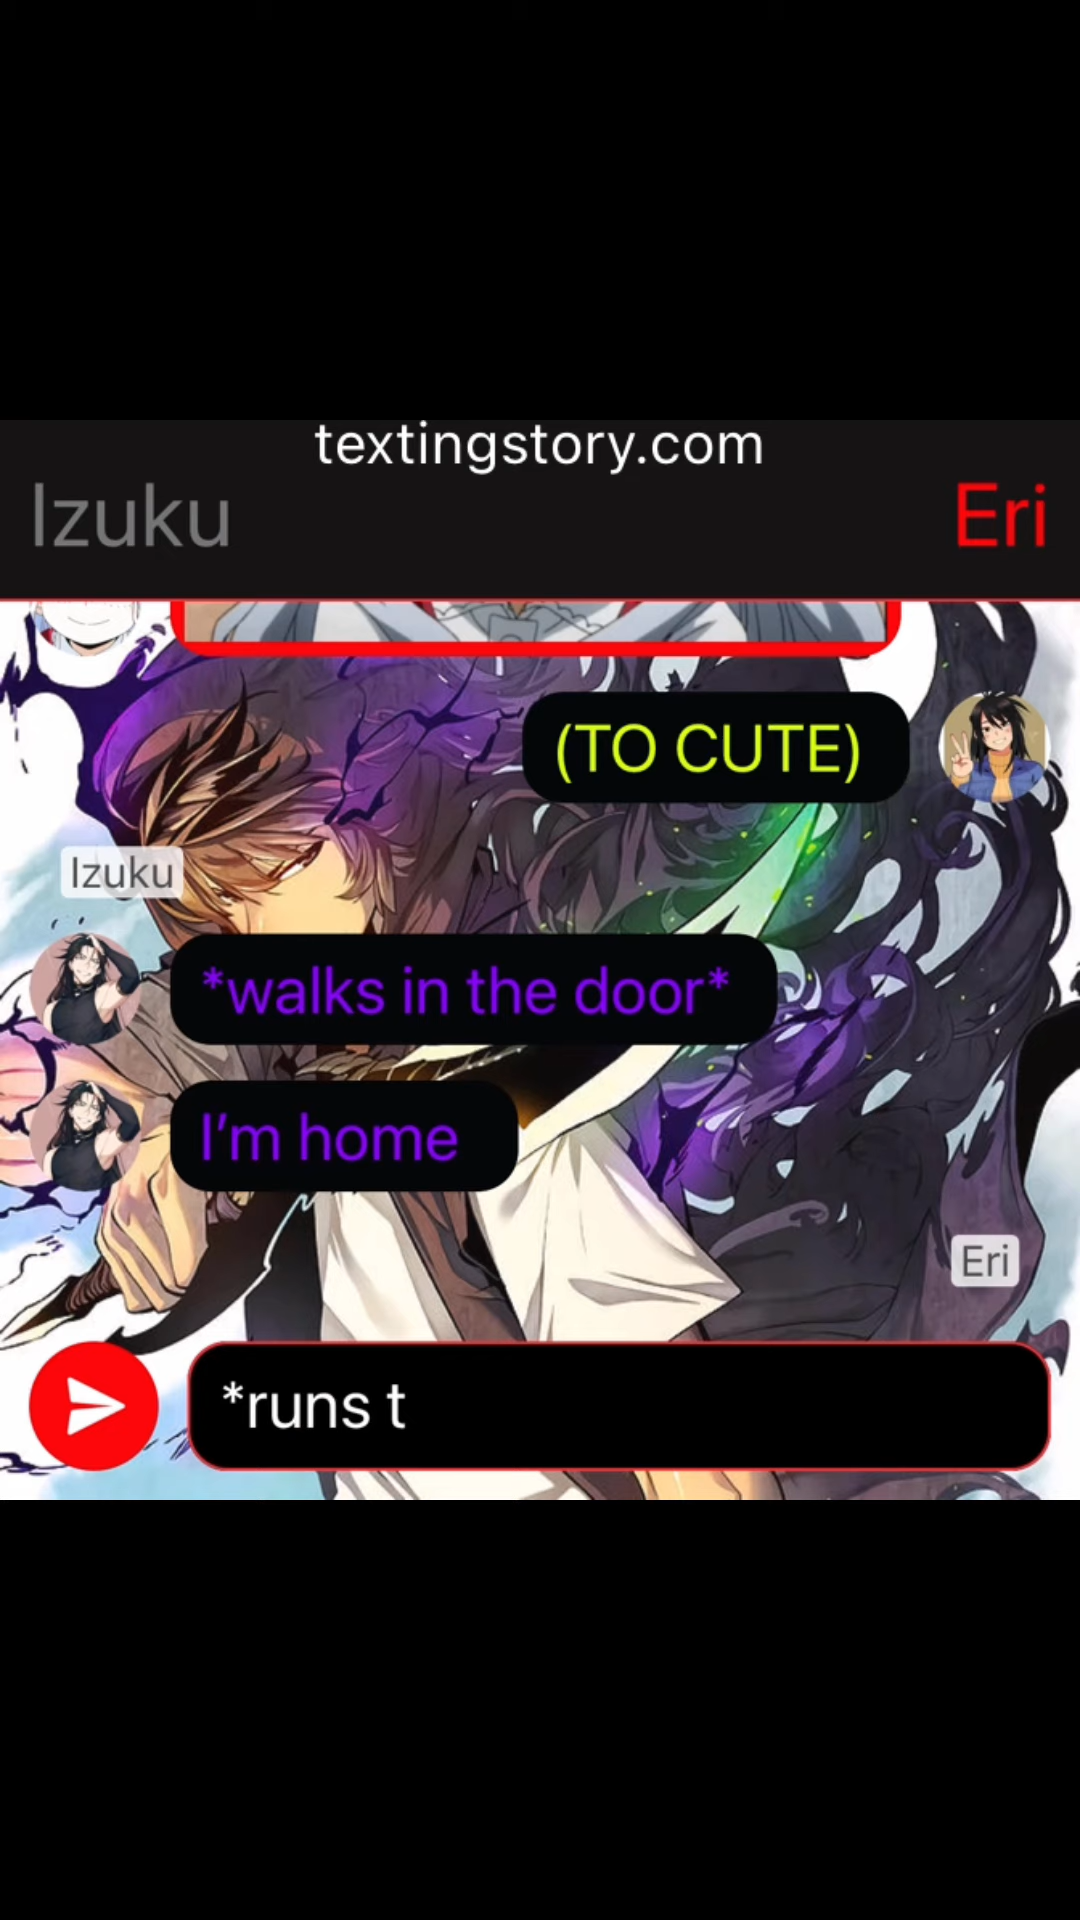 textingstory.com
Izuku
Eri
(TO CUTE)
Izuku
*walks in the door*
I’m home
Eri
*runs t